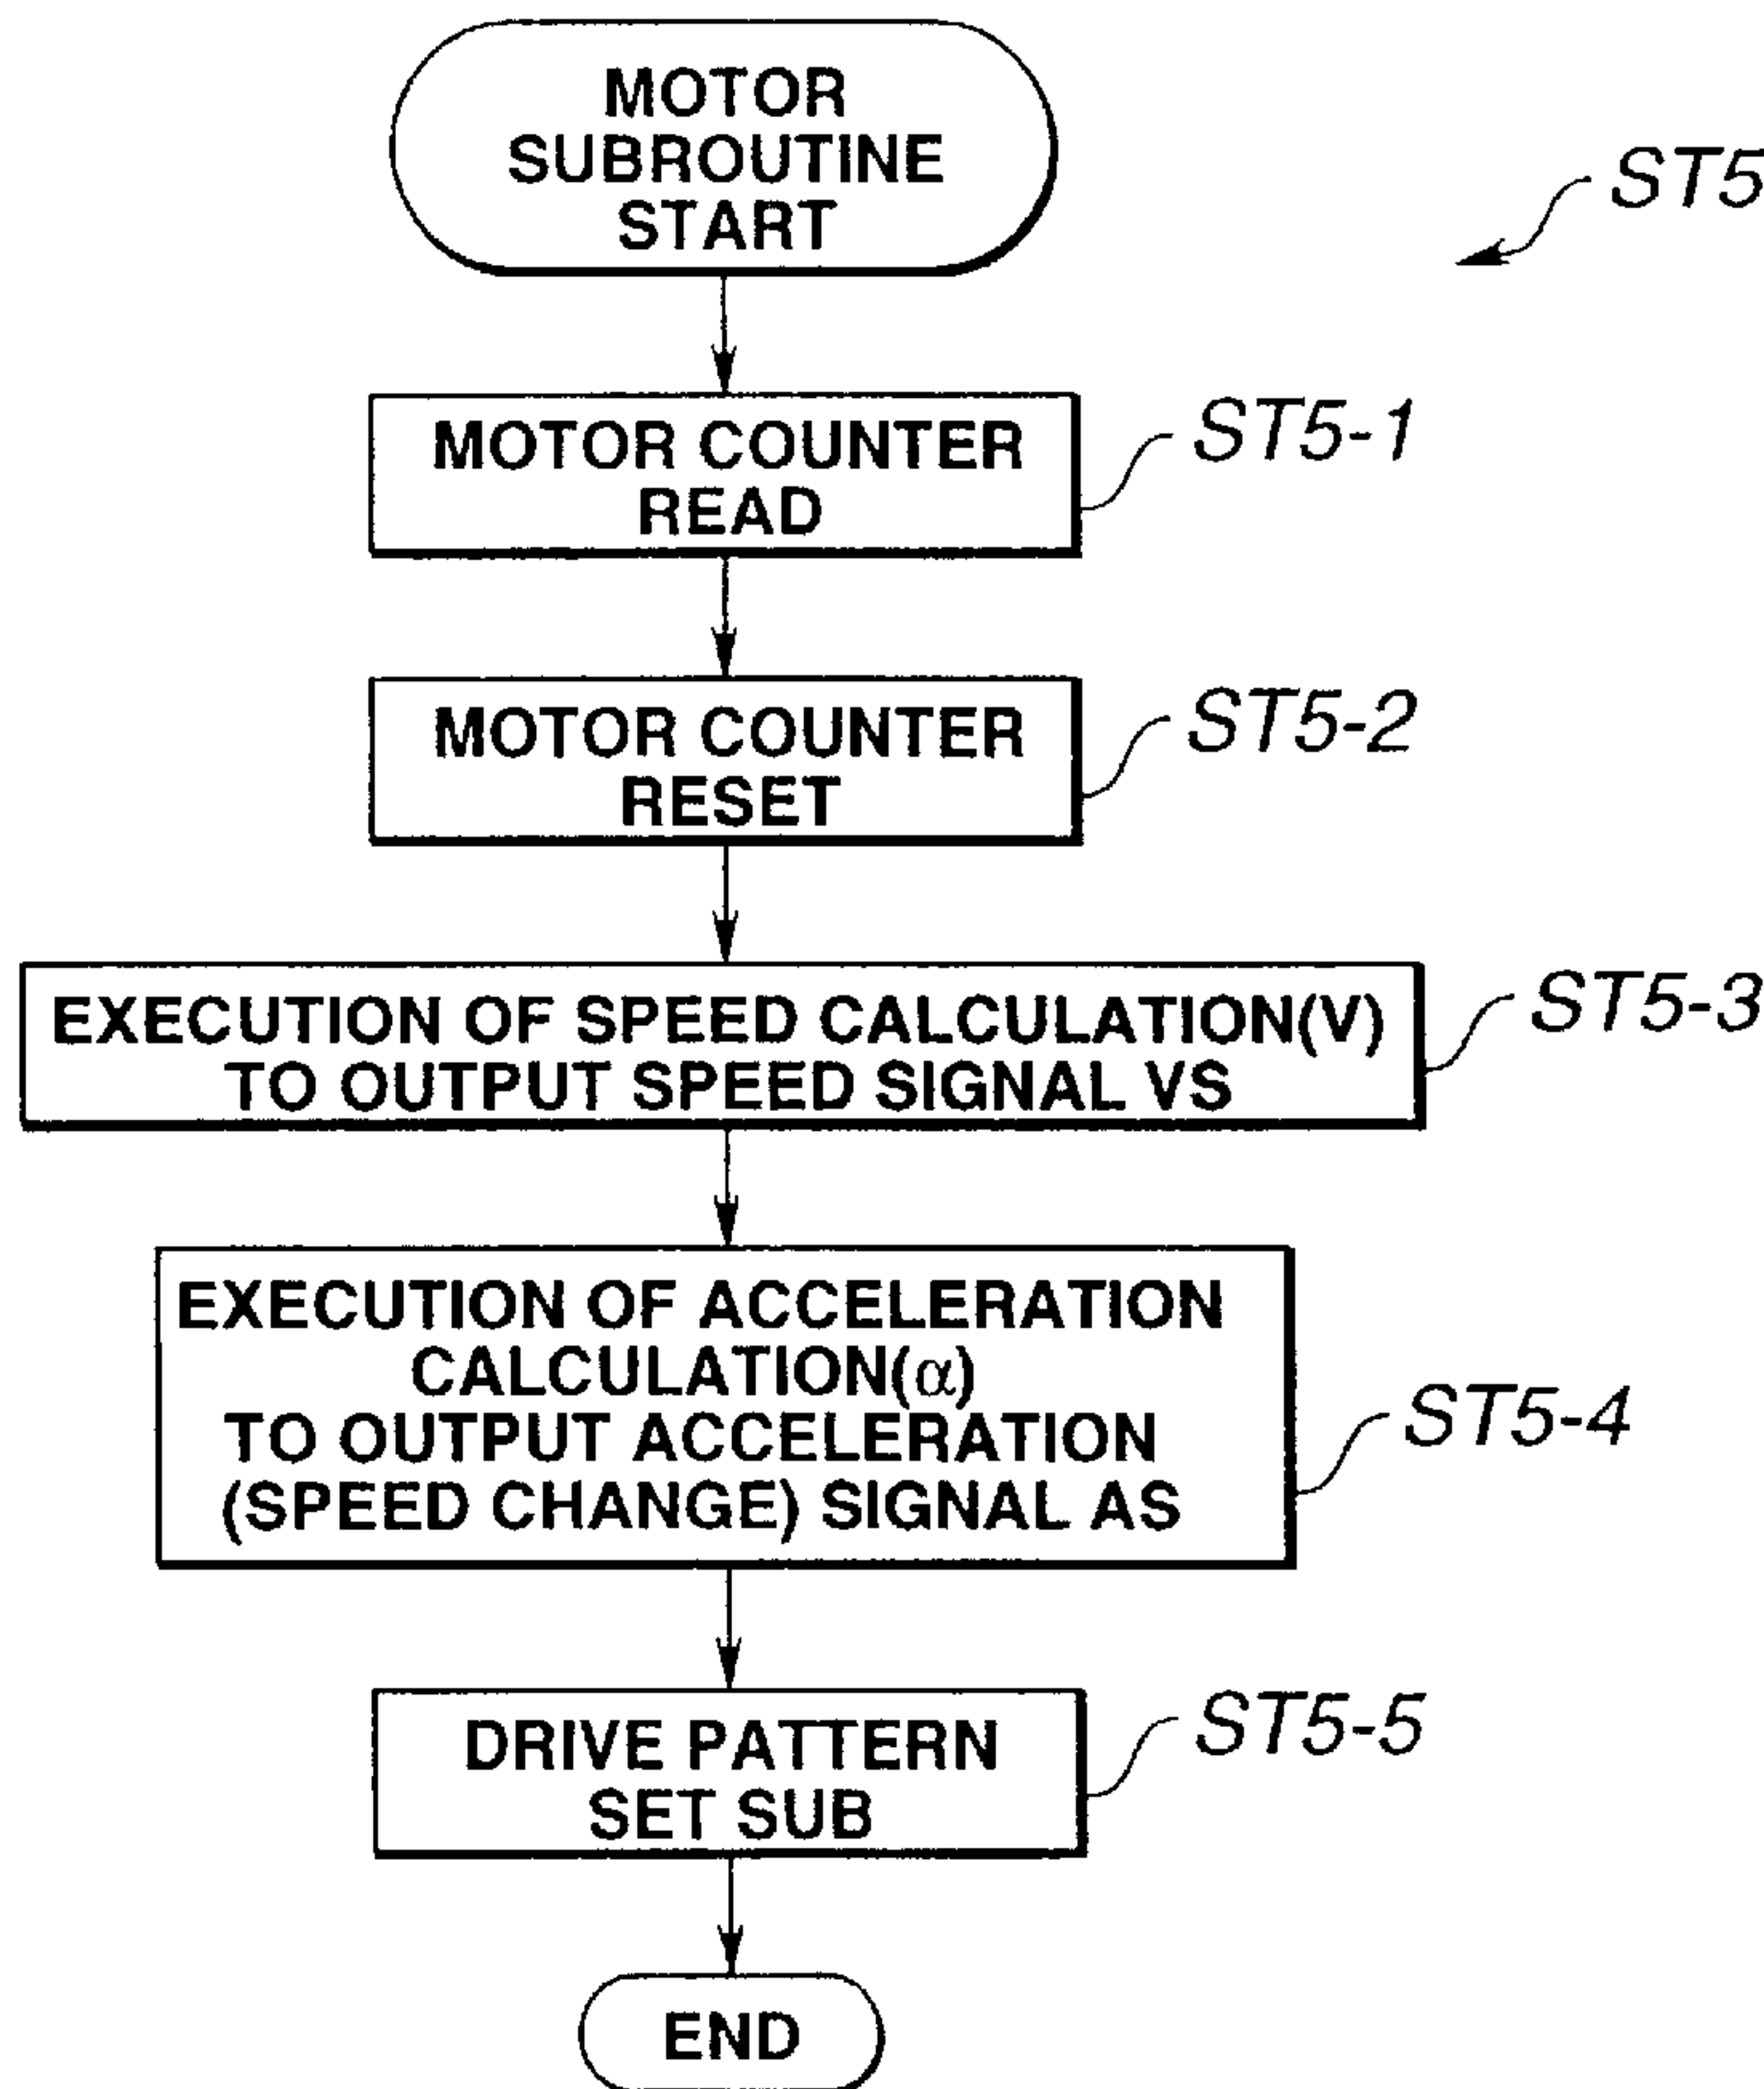 MOTOR
SUBROUTINE
START
ST5
MOTOR COUNTER
READ
ST5-1
MOTOR COUNTER
RESET
ST5-2
EXECUTION OF SPEED CALCULATION(V)
TO OUTPUT SPEED SIGNAL VS
ST5-3
EXECUTION OF ACCELERATION
CALCULATION(α)
TO OUTPUT ACCELERATION
(SPEED CHANGE) SIGNAL AS
ST5-4
DRIVE PATTERN
SET SUB
ST5-5
END